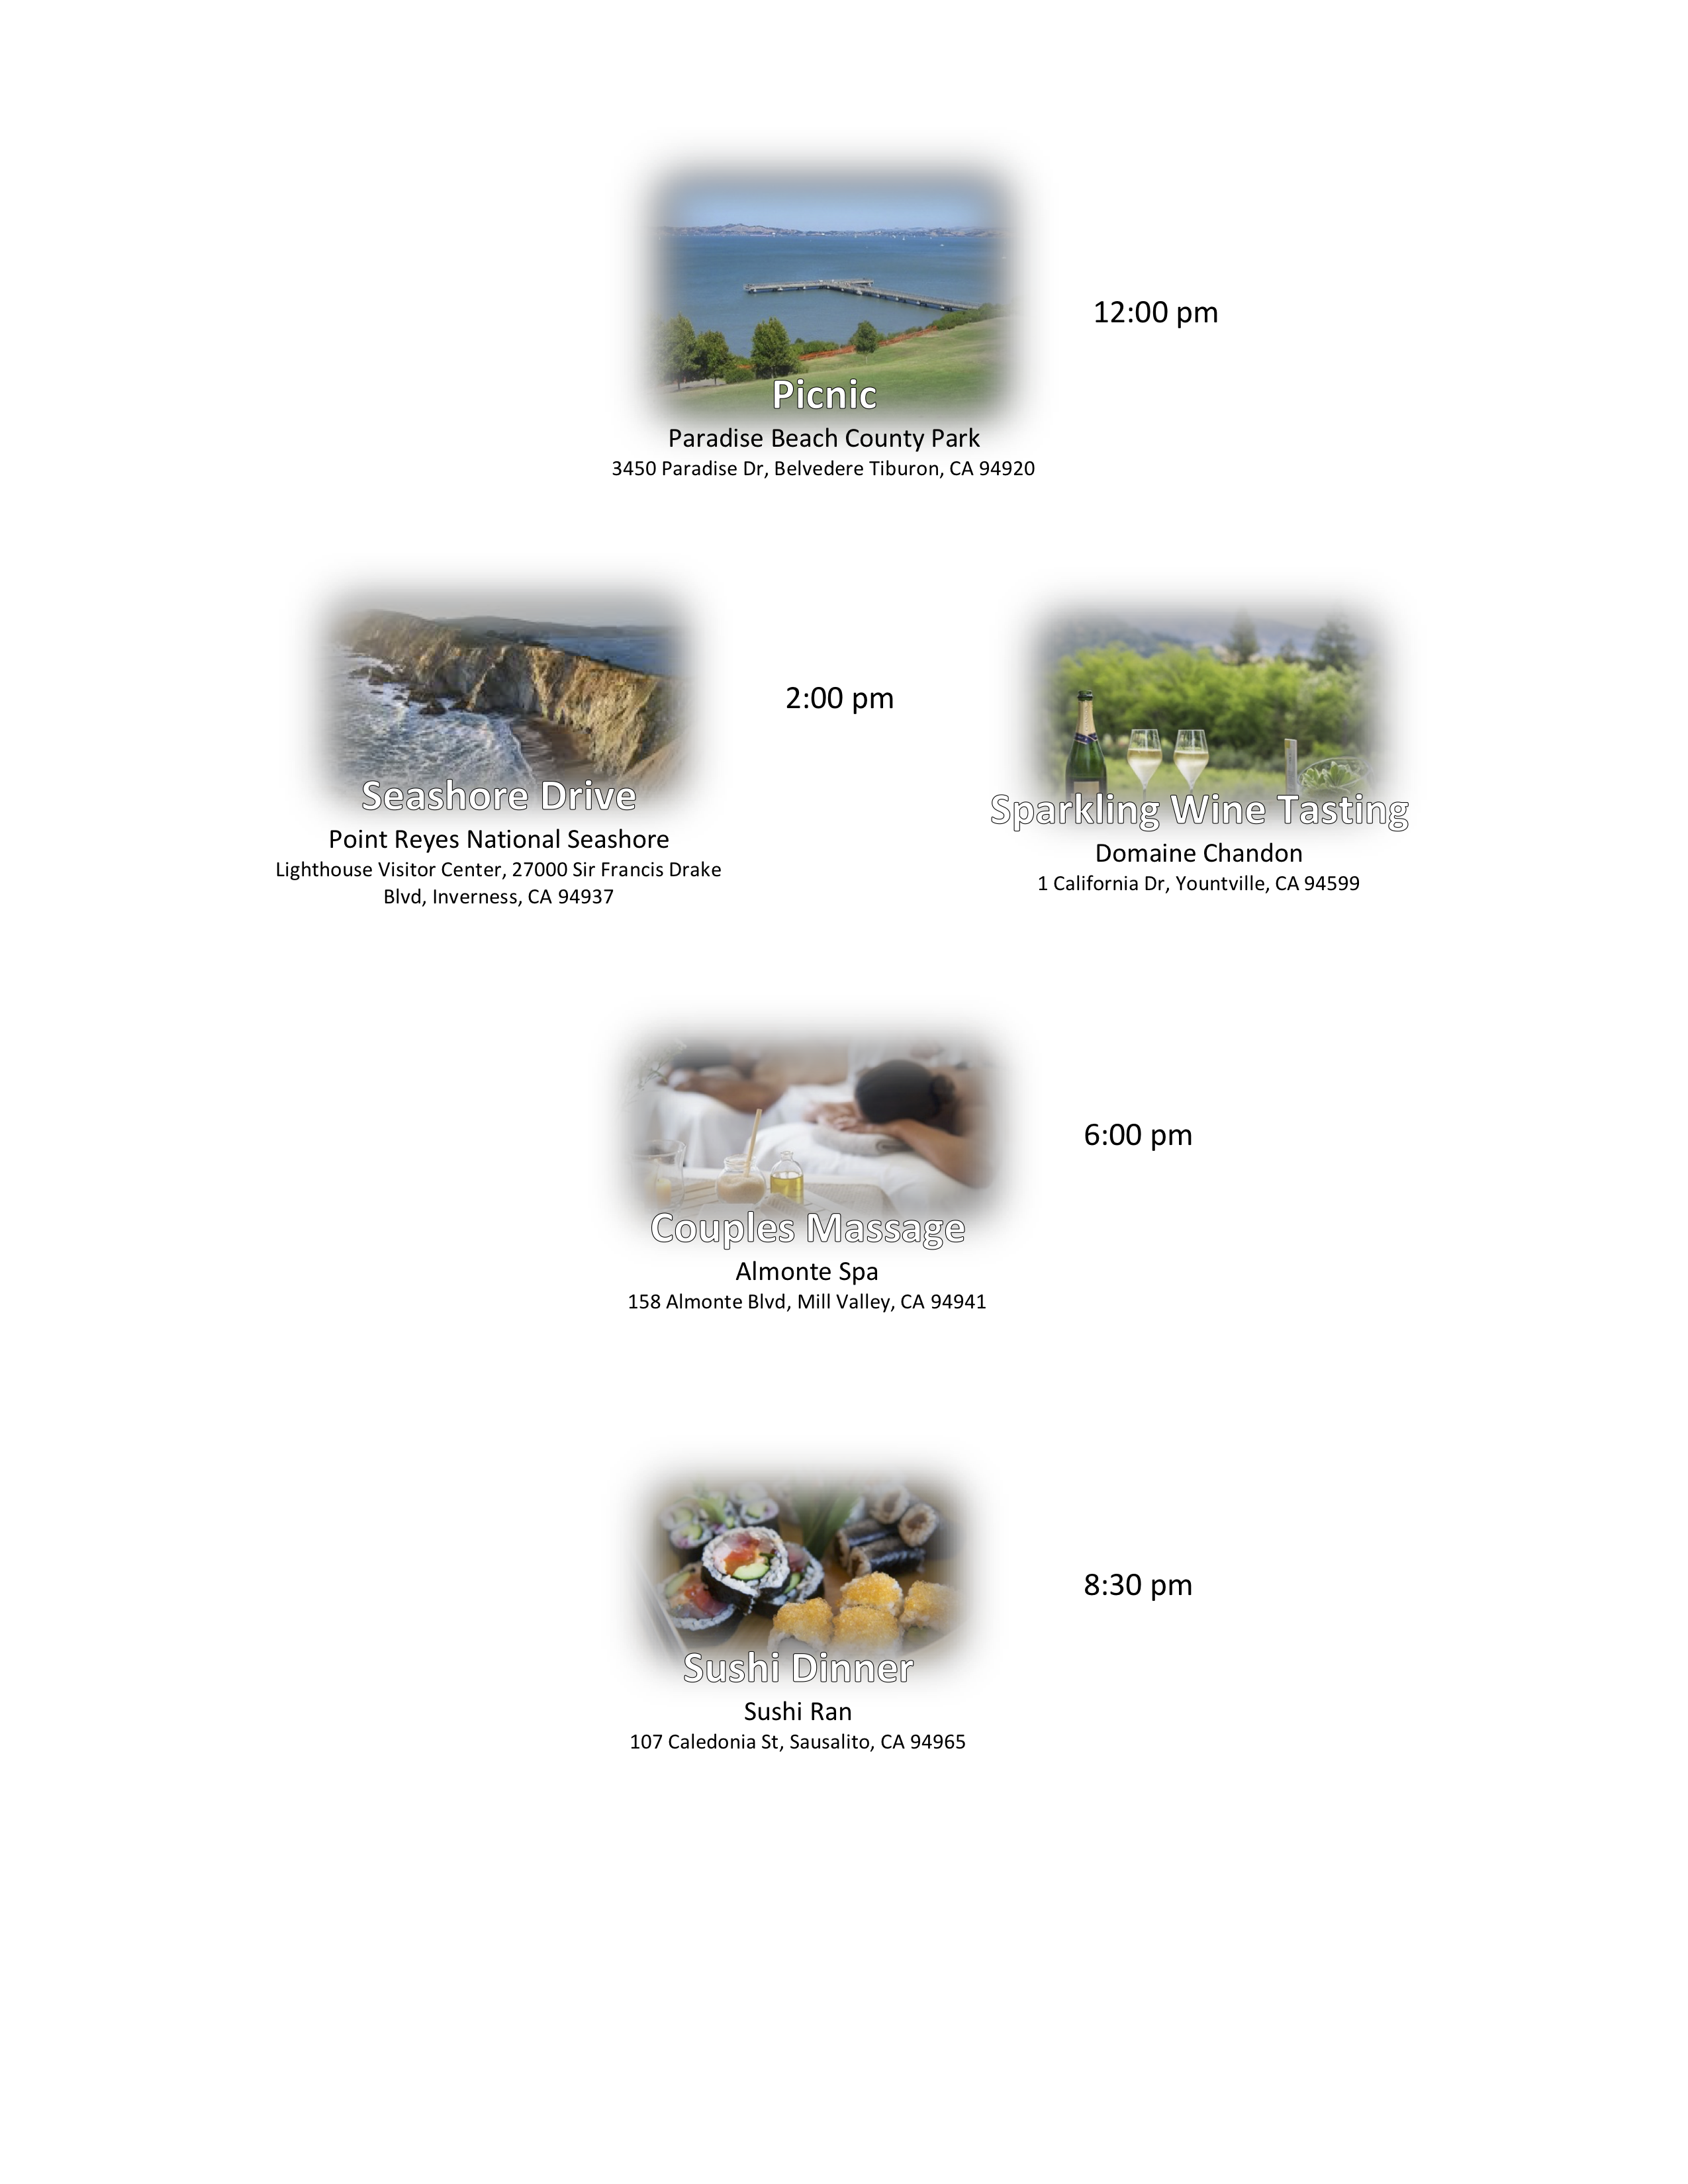 12:00 pm
Picnic
Paradise Beach County Park
3450 Paradise Dr, Belvedere Tiburon, CA 94920
2:00 pm
Seashore Drive
Point Reyes National Seashore
Lighthouse Visitor Center, 27000 Sir Francis Drake
Blvd, Inverness, CA 94937
Sparkling Wine Tasting
Domaine Chandon
1 California Dr, Yountville, CA 94599
6:00 pm
Couples Massage
Almonte Spa
158 Almonte Blvd, Mill Valley, CA 94941
8:30 pm
Sushi Dinner
Sushi Ran
107 Caledonia St, Sausalito, CA 94965